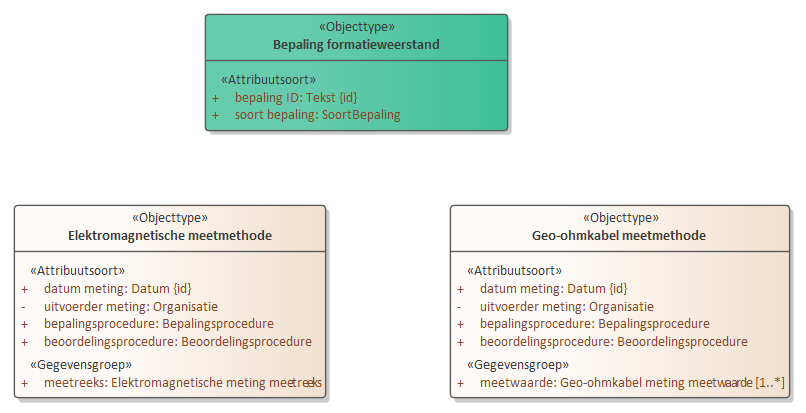 «Objecttype»
Bepaling formatieweerstand
«Attribuutsoort»
+ bepaling ID: Tekst {id}
+ soort bepaling: SoortBepaling
«Objecttype»
Elektromagnetische meetmethode
«Attribuutsoort»
+ datum meting: Datum {id}
- uitvoerder meting: Organisatie
+ bepalingsprocedure: Bepalingsprocedure
+ beoordelingsprocedure: Beoordelingsprocedure
«Gegevensgroep»
+ meetreeks: Elektromagnetische meting meetreeks
«Objecttype»
Geo-ohmkabel meetmethode
«Attribuutsoort»
+ datum meting: Datum {id}
- uitvoerder meting: Organisatie
+ bepalingsprocedure: Bepalingsprocedure
+ beoordelingsprocedure: Beoordelingsprocedure
«Gegevensgroep»
+ meetwaarde: Geo-ohmkabel meting meetwaarde [1..*]